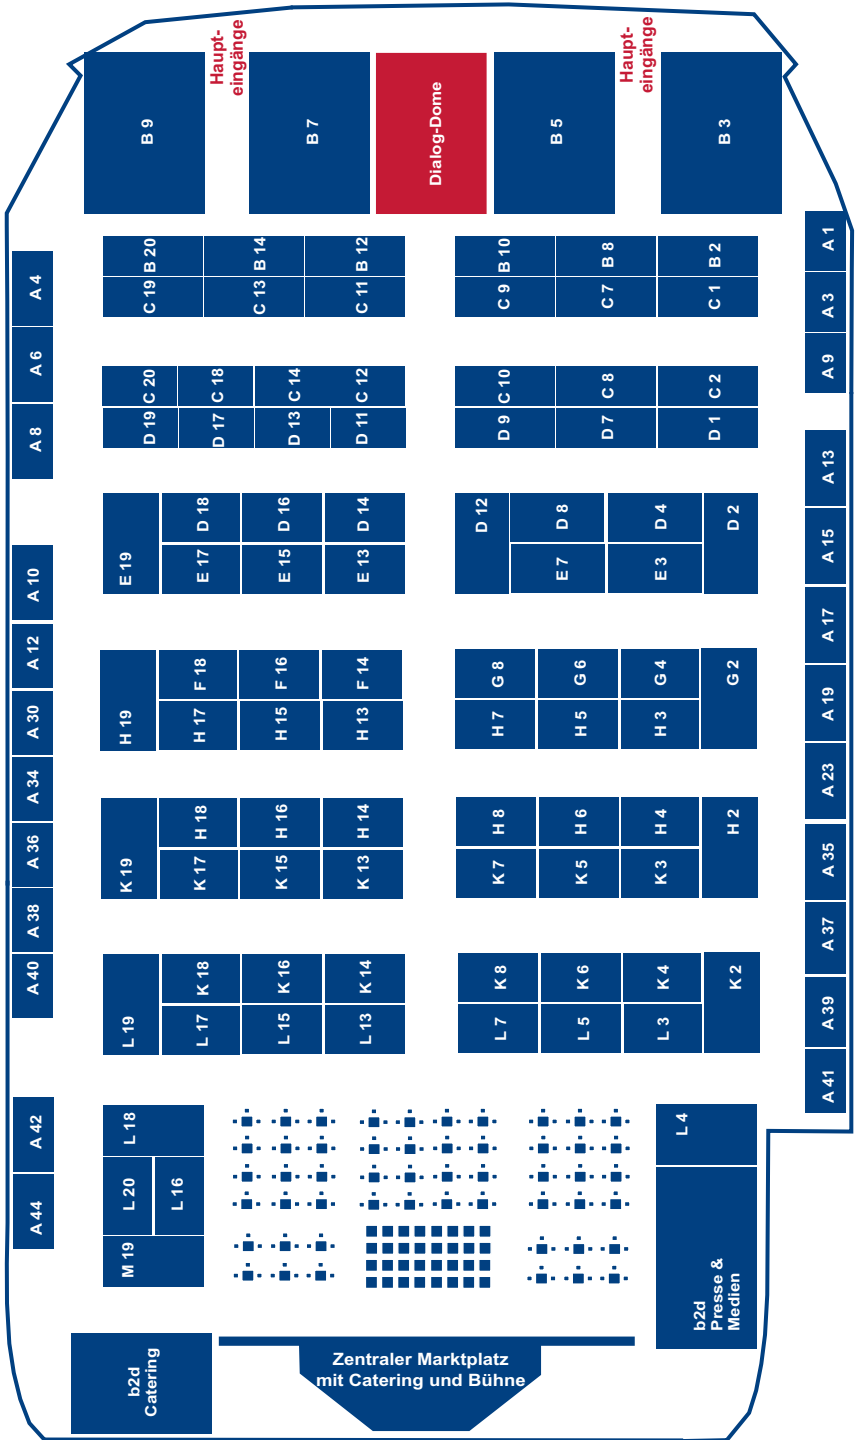 Haupt-
eingänge
Haupt-
eingänge
B 9
B 7
Dialog-Dome
B 5
B 3
A 1
A 3
A 9
A 4
A 6
A 8
B 20
B 14
B 12
B 10
B 8
B 2
C 19
C 13
C 11
C 9
C 7
C 1
C 20
C 18
C 14
C 12
C 10
C 8
C 2
D 19
D 17
D 13
D 11
D 9
D 7
D 1
A 13
A 15
A 17
A 19
A 23
A 35
A 37
A 39
A 41
E 19
D 18
D 16
D 14
D 12
D 8
D 4
D 2
E 17
E 15
E 13
E 7
E 3
A 10
A 12
A 30
A 34
A 36
A 38
A 40
H 19
F 18
F 16
F 14
G 8
G 6
G 4
G 2
H 17
H 15
H 13
H 7
H 5
H 3
K 19
H 18
H 16
H 14
H 8
H 6
H 4
H 2
K 17
K 15
K 13
K 7
K 5
K 3
L 19
K 18
K 16
K 14
K 8
K 6
K 4
K 2
L 17
L 15
L 13
L 7
L 5
L 3
A 42
A 44
L 18
L 20
L 16
M 19
L 4
b2d
Presse &
Medien
b2d
Catering
Zentraler Marktplatz
mit Catering und Bühne